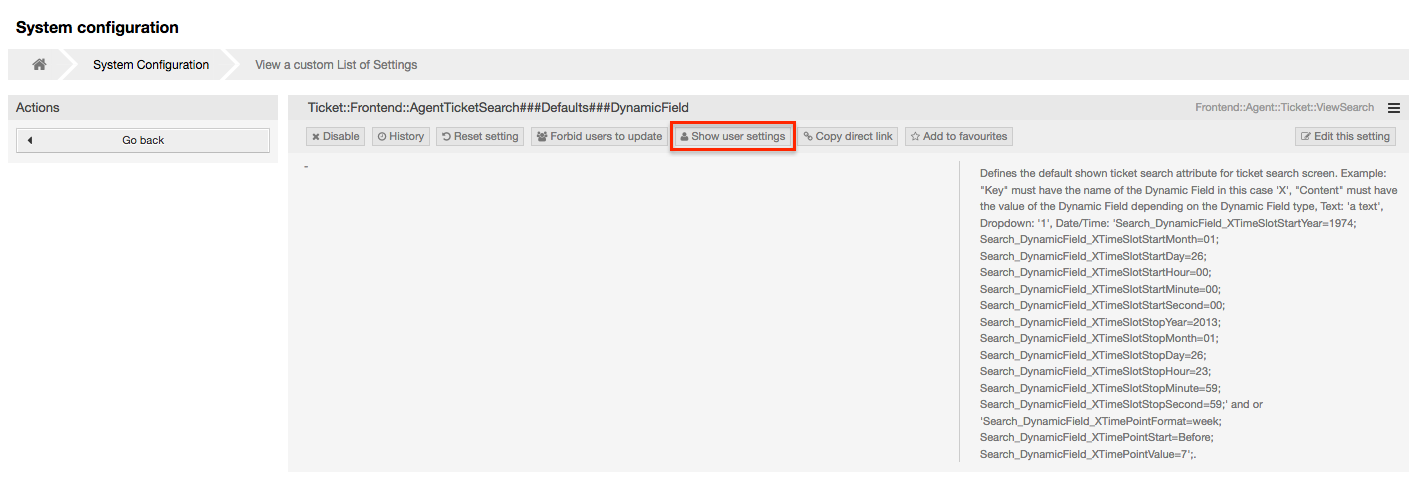 System configuration
System Configuration
View a custom List of Settings
Actions
Go back
Ticket::Frontend::AgentTicketSearch###Defaults###DynamicField
Frontend::Agent::Ticket::ViewSearch
Disable
History
Reset setting
Forbid users to update
Show user settings
Copy direct link
Add to favourites
Edit this setting
-
Defines the default shown ticket search attribute for ticket search screen. Example:
"Key" must have the name of the Dynamic Field in this case 'X', "Content" must have
the value of the Dynamic Field depending on the Dynamic Field type, Text: 'a text',
Dropdown: '1', Date/Time: 'Search_DynamicField_XTimeSlotStartYear=1974;
Search_DynamicField_XTimeSlotStartMonth=01;
Search_DynamicField_XTimeSlotStartDay=26;
Search_DynamicField_XTimeSlotStartHour=00;
Search_DynamicField_XTimeSlotStartMinute=00;
Search_DynamicField_XTimeSlotStartSecond=00;
Search_DynamicField_XTimeSlotStopYear=2013;
Search_DynamicField_XTimeSlotStopMonth=01;
Search_DynamicField_XTimeSlotStopDay=26;
Search_DynamicField_XTimeSlotStopHour=23;
Search_DynamicField_XTimeSlotStopMinute=59;
Search_DynamicField_XTimeSlotStopSecond=59;' and or
'Search_DynamicField_XTimePointFormat=week;
Search_DynamicField_XTimePointStart=Before;
Search_DynamicField_XTimePointValue=7';.